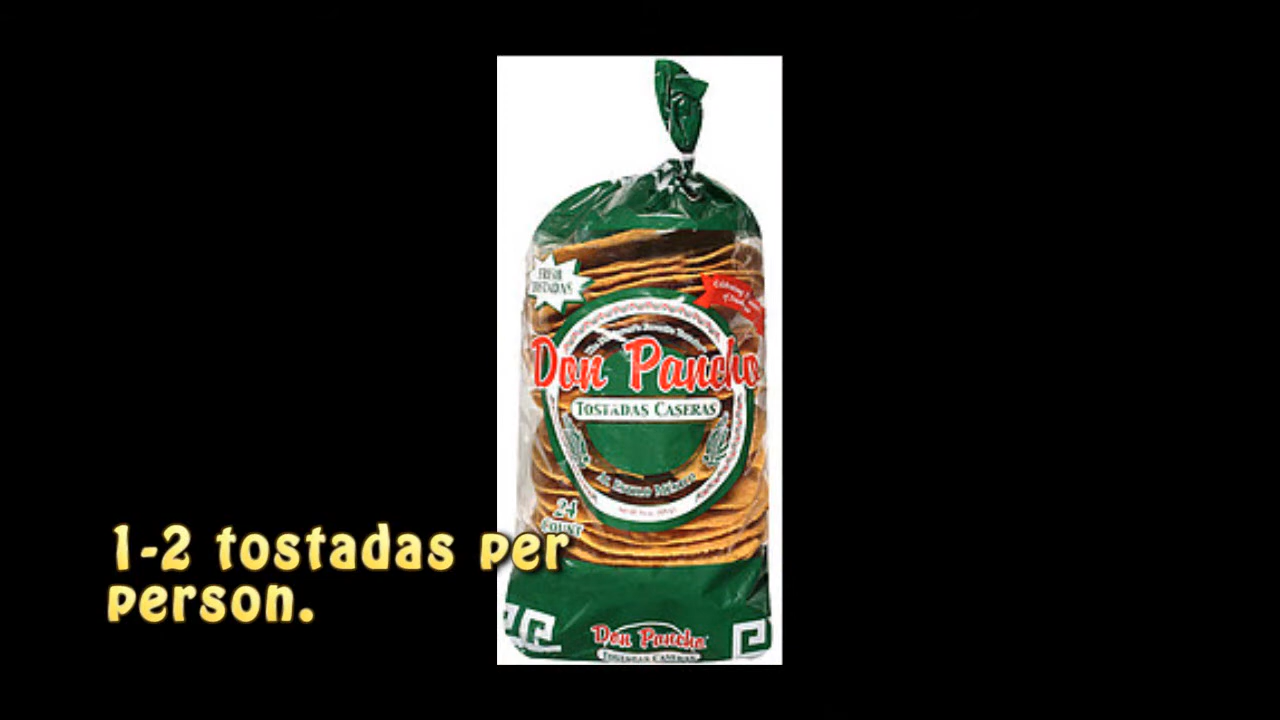 FRESH
TOSTADAS
Don Pancho
TOSTADAS CASERAS
24
COUNT
1-2 tostadas per
person.
Don Pancho
TOSTADAS CASERAS